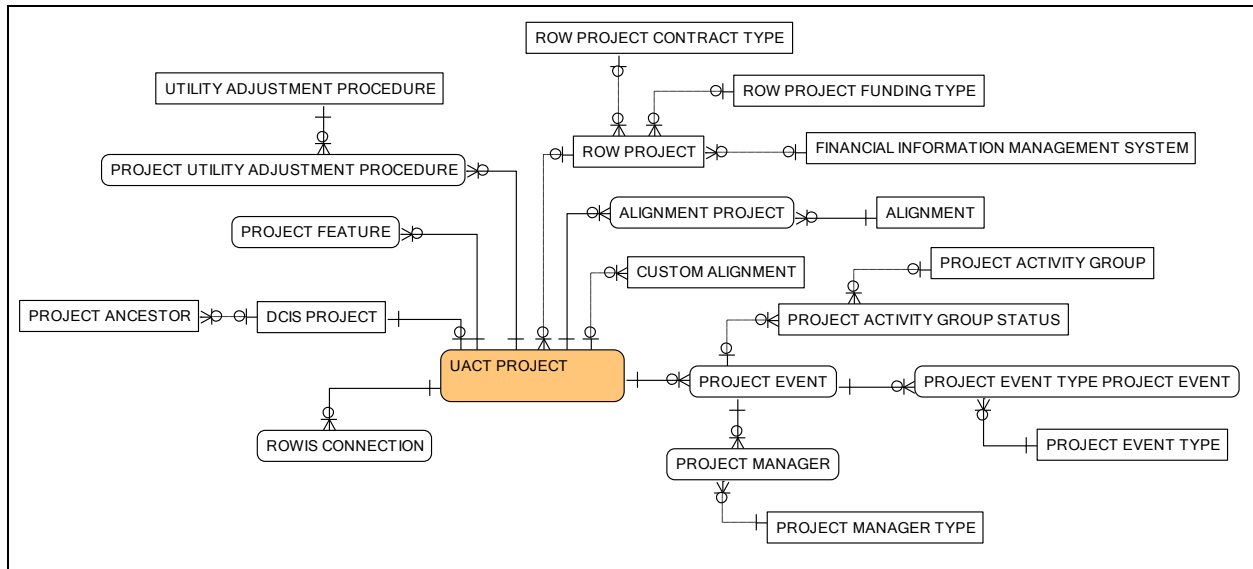 ROW PROJECT CONTRACT TYPE
UTILITY ADJUSTMENT PROCEDURE
ROW PROJECT FUNDING TYPE
PROJECT UTILITY ADJUSTMENT PROCEDURE
ROW PROJECT
FINANCIAL INFORMATION MANAGEMENT SYSTEM
PROJECT FEATURE
ALIGNMENT PROJECT
ALIGNMENT
CUSTOM ALIGNMENT
PROJECT ACTIVITY GROUP
PROJECT ANCESTOR
DCIS PROJECT
PROJECT ACTIVITY GROUP STATUS
UACT PROJECT
PROJECT EVENT
PROJECT EVENT TYPE PROJECT EVENT
ROWIS CONNECTION
PROJECT EVENT TYPE
PROJECT MANAGER
PROJECT MANAGER TYPE